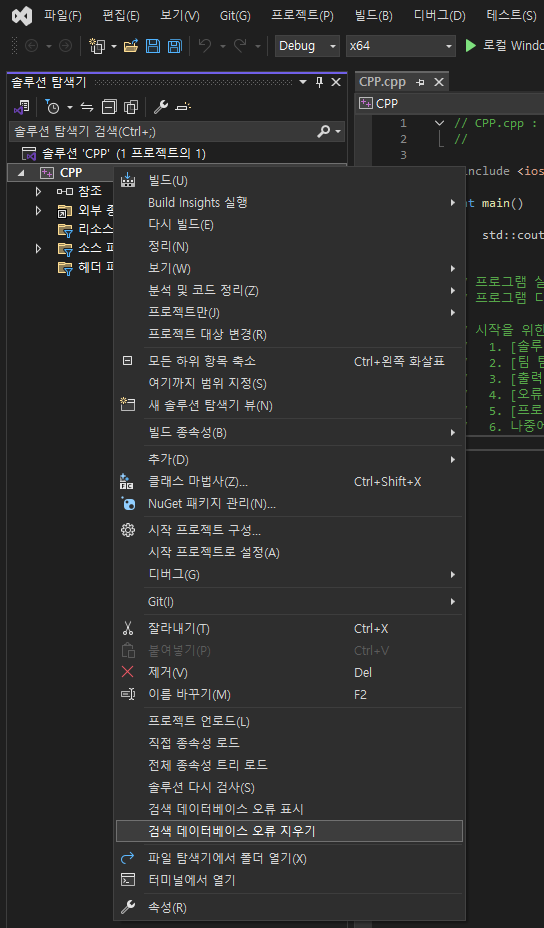 파일(F) 편집(E) 보기(V) Git(G) 프로젝트(P) 빌드(B) 디버그(D) 테스트(S)
Debug x64 로컬 Windo
솔루션 탐색기
솔루션 탐색기 검색(Ctrl+;)
솔루션 'CPP' (1 프로젝트의 1)
CPP
참조
외부 종
리소스
소스 파
헤더 파
빌드(U)
Build Insights 실행
다시 빌드(E)
정리(N)
보기(W)
분석 및 코드 정리(Z)
프로젝트만(J)
프로젝트 대상 변경(R)
모든 하위 항목 축소 Ctrl+왼쪽 화살표
여기까지 범위 지정(S)
새 솔루션 탐색기 뷰(N)
빌드 종속성(B)
추가(D)
클래스 마법사(Z)... Ctrl+Shift+X
NuGet 패키지 관리(N)...
시작 프로젝트 구성...
시작 프로젝트로 설정(A)
디버그(G)
Git(I)
잘라내기(T) Ctrl+X
붙여넣기(P) Ctrl+V
제거(V) Del
이름 바꾸기(M) F2
프로젝트 언로드(L)
직접 종속성 로드
전체 종속성 트리 로드
솔루션 다시 검사(S)
검색 데이터베이스 오류 표시
검색 데이터베이스 오류 지우기
파일 탐색기에서 폴더 열기(X)
터미널에서 열기
속성(R)
CPP.cpp
CPP
1 // CPP.cpp :
2 //
3
include <ios
nt main()
std::cout
프로그램 실
프로그램 디
시작을 위한
1. [솔루
2. [팀 탐
3. [출력
4. [오류
5. [프로
6. 나중에